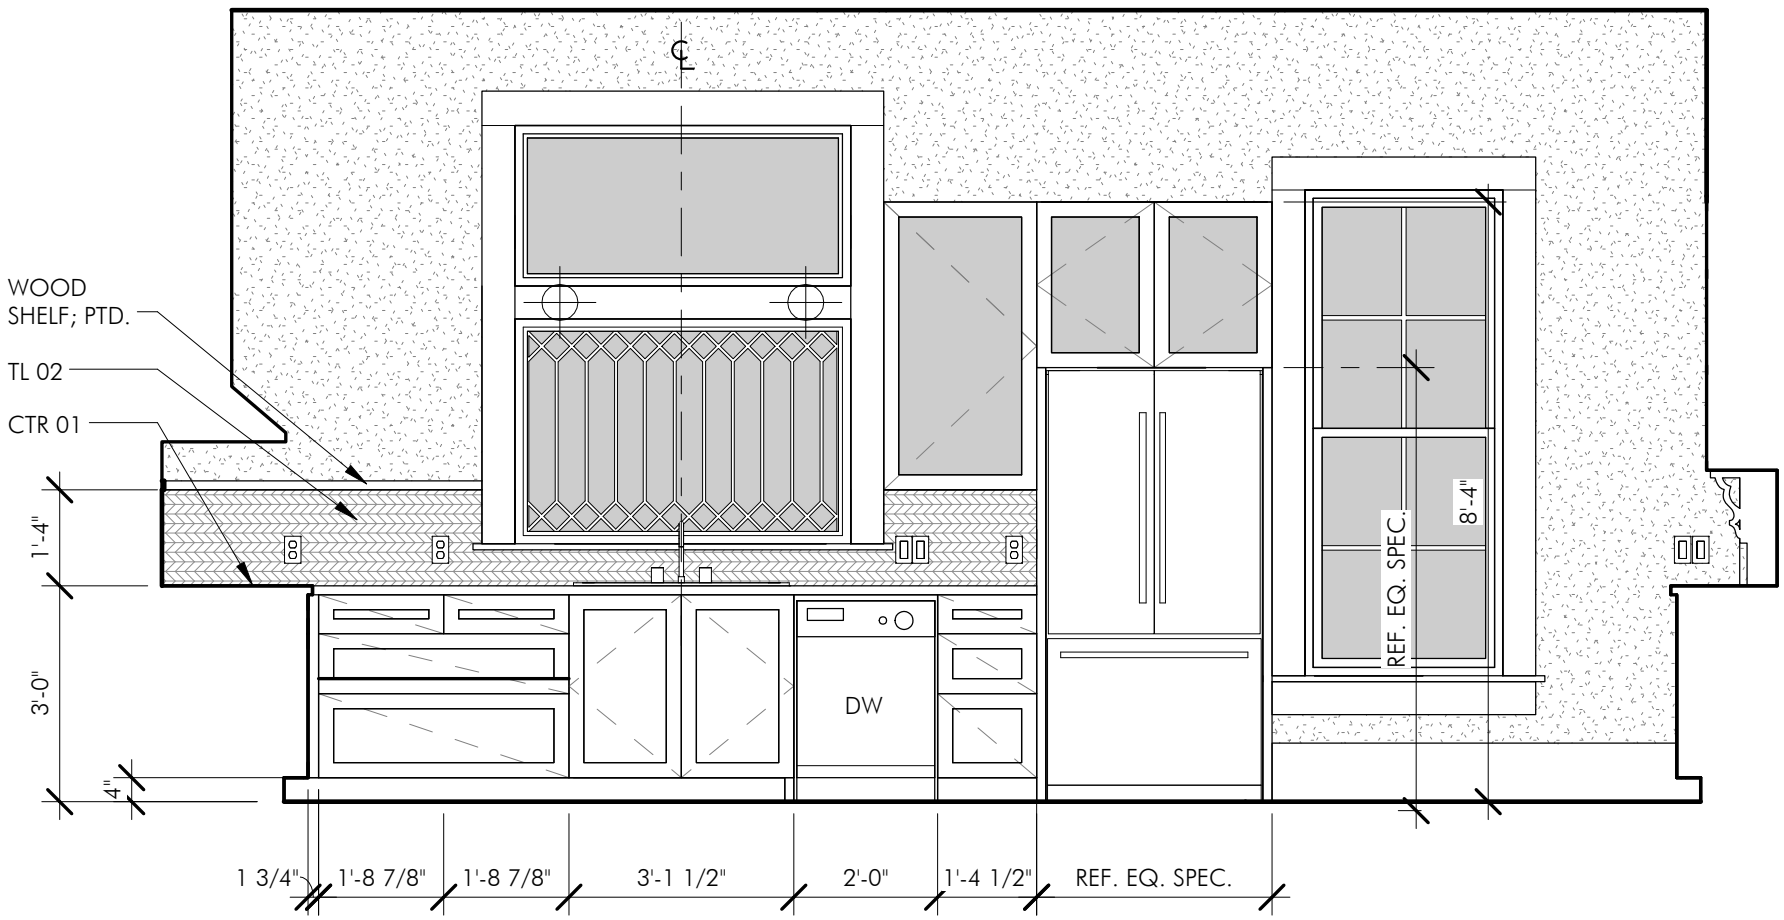 ℄
WOOD
SHELF; PTD.
TL 02
CTR 01
1'-4"
3'-0"
4"
DW
REF. EQ. SPEC.
8'-4"
1 3/4"
1'-8 7/8"
1'-8 7/8"
3'-1 1/2"
2'-0"
1'-4 1/2"
REF. EQ. SPEC.